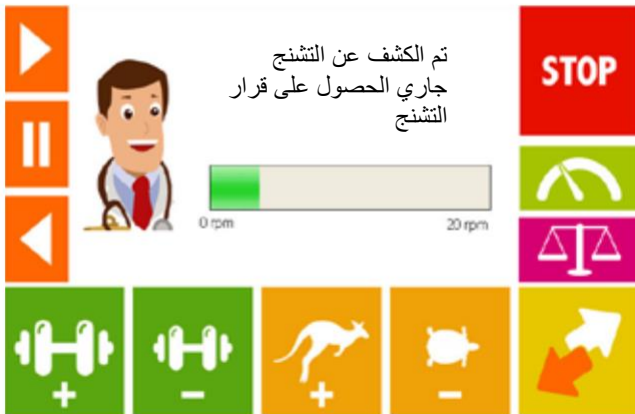 تم الكشف عن التشنج
جاري الحصول على قرار
التشنج
STOP
0 rpm
20 rpm
+
-
+
-